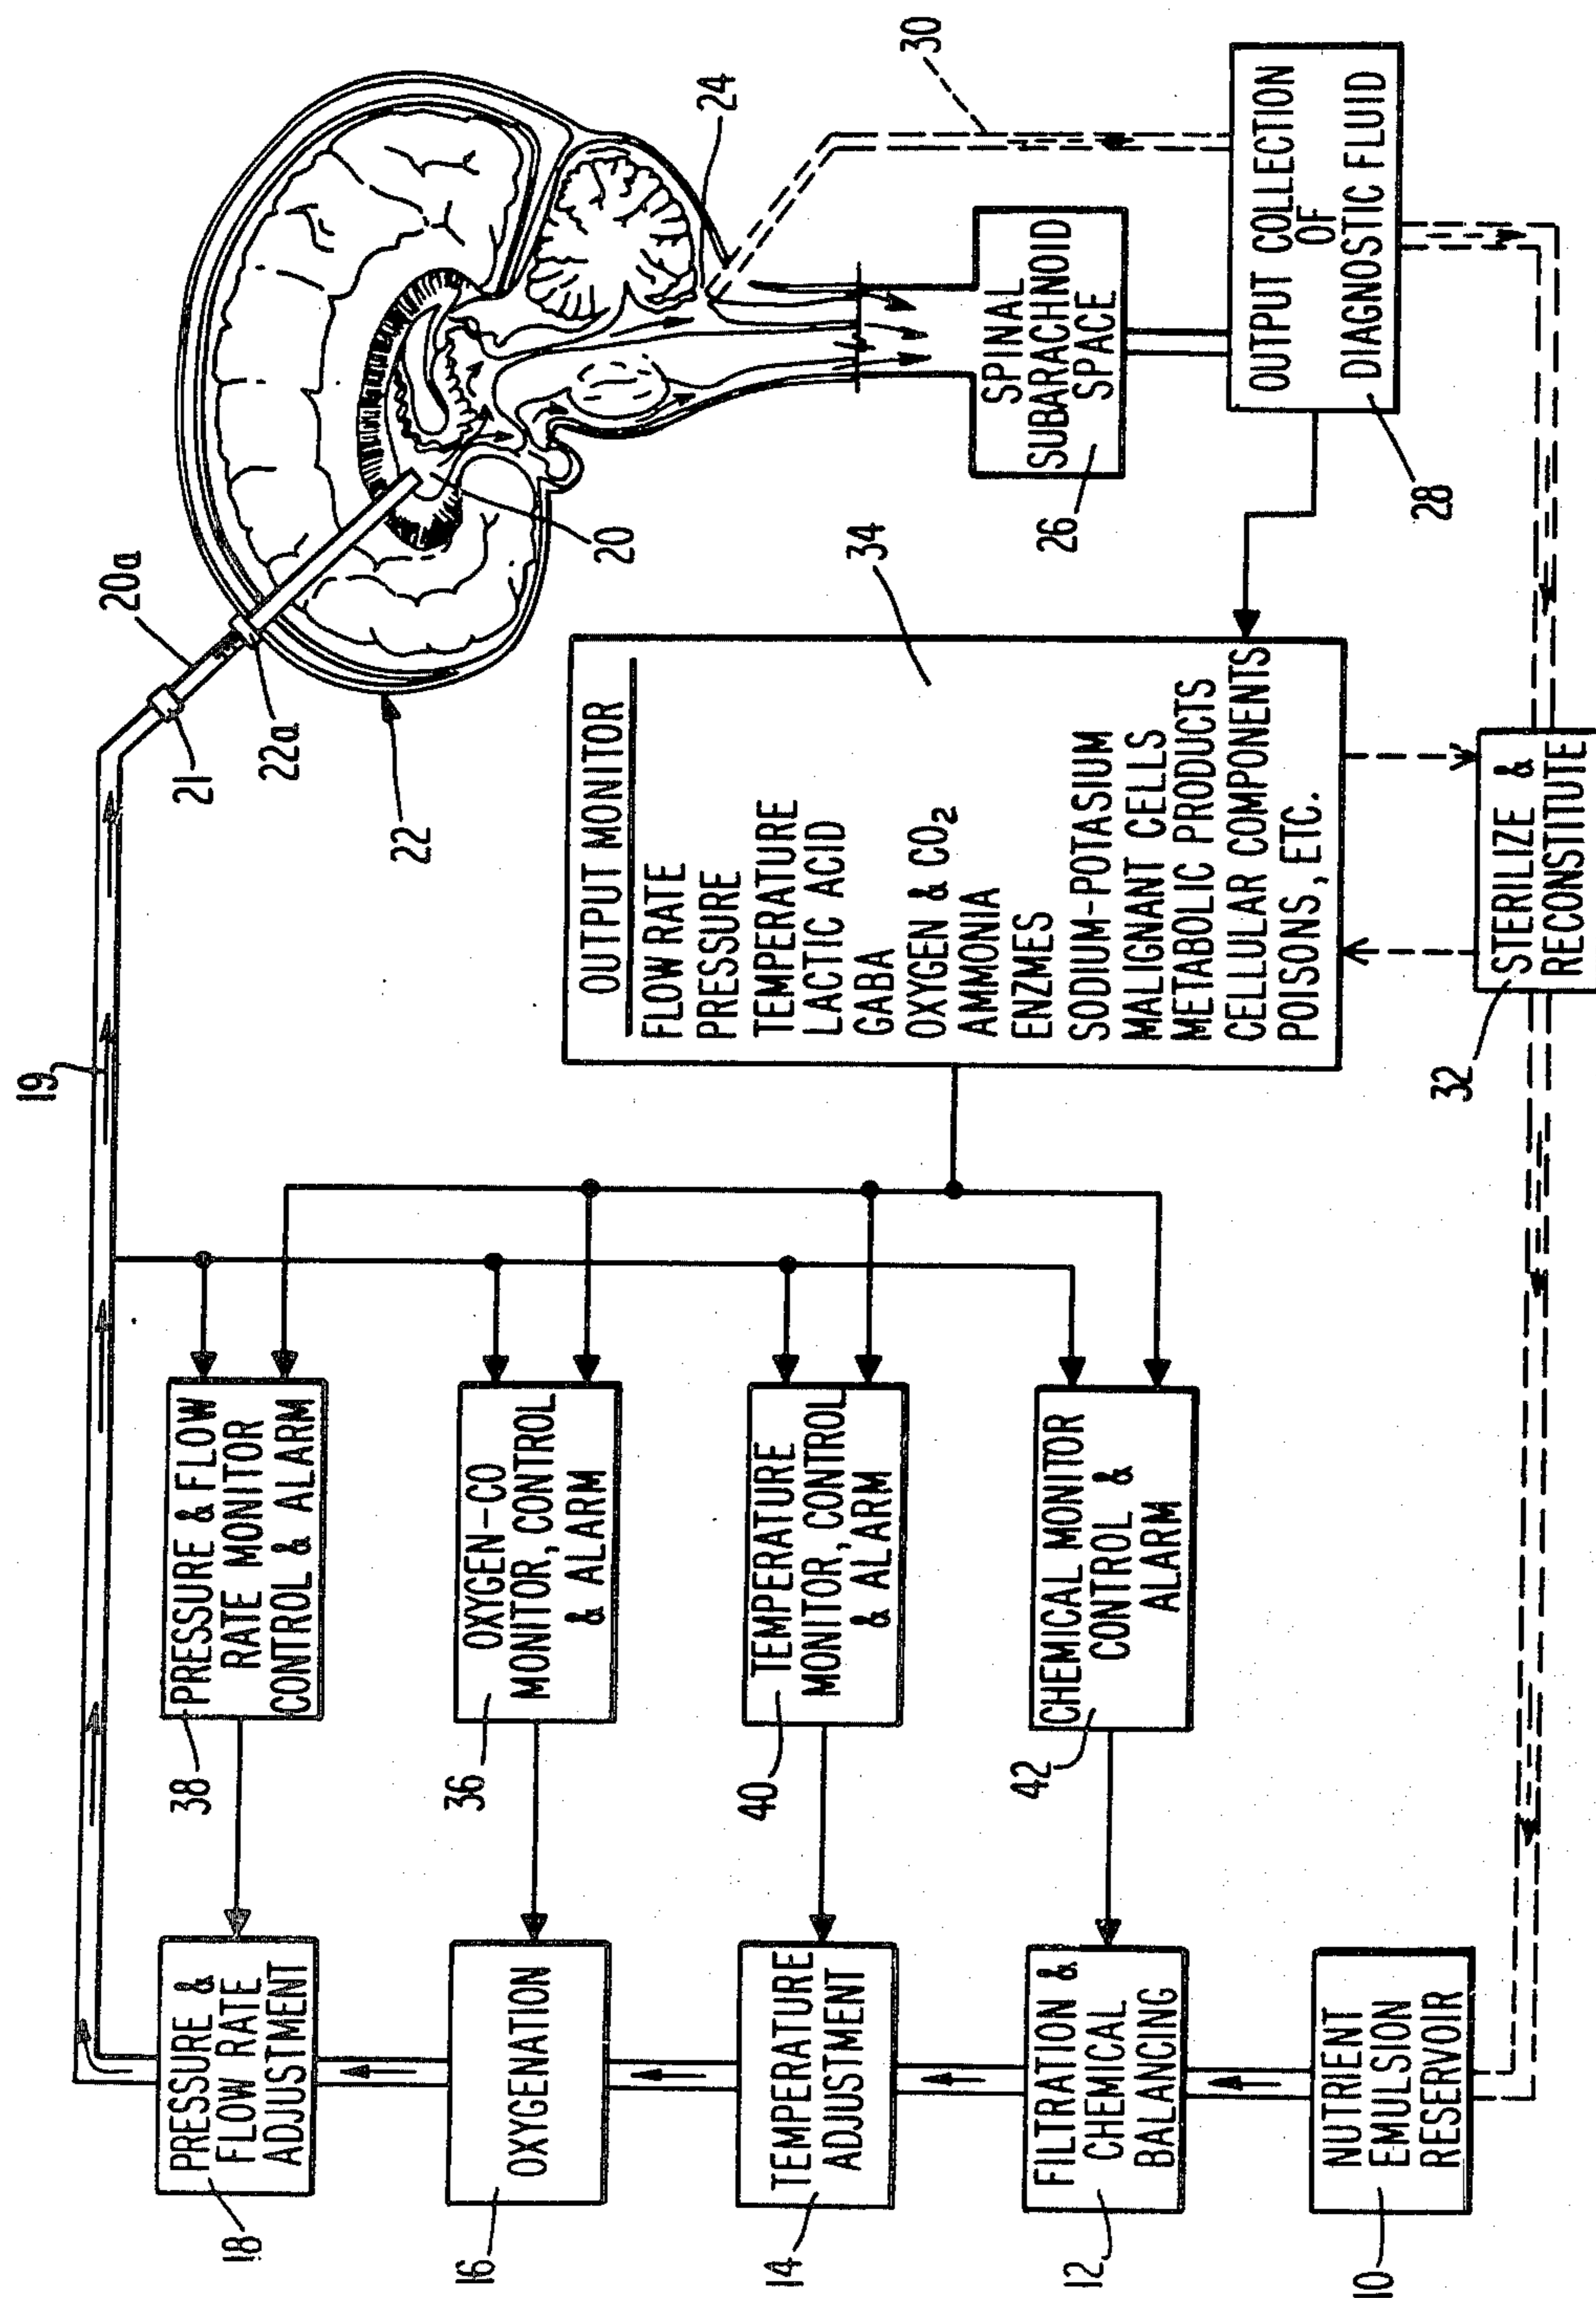 19
20a
21
22a
22
20
24
30
SPINAL
SUBARACHNOID
SPACE
26
OUTPUT COLLECTION
OF
DIAGNOSTIC FLUID
28
34
OUTPUT MONITOR
FLOW RATE
PRESSURE
TEMPERATURE
LACTIC ACID
GABA
OXYGEN & CO2
AMMONIA
ENZMES
SODIUM-POTASIUM
MALIGNANT CELLS
METABOLIC PRODUCTS
CELLULAR COMPONENTS
POISONS, ETC.
STERILIZE &
RECONSTITUTE
32
PRESSURE & FLOW
RATE MONITOR
CONTROL & ALARM
38
OXYGEN-CO
MONITOR, CONTROL
& ALARM
36
TEMPERATURE
MONITOR, CONTROL
& ALARM
40
CHEMICAL MONITOR
CONTROL &
ALARM
42
PRESSURE &
FLOW RATE
ADJUSTMENT
18
OXYGENATION
16
TEMPERATURE
ADJUSTMENT
14
FILTRATION &
CHEMICAL
BALANCING
12
NUTRIENT
EMULSION
RESERVOIR
10